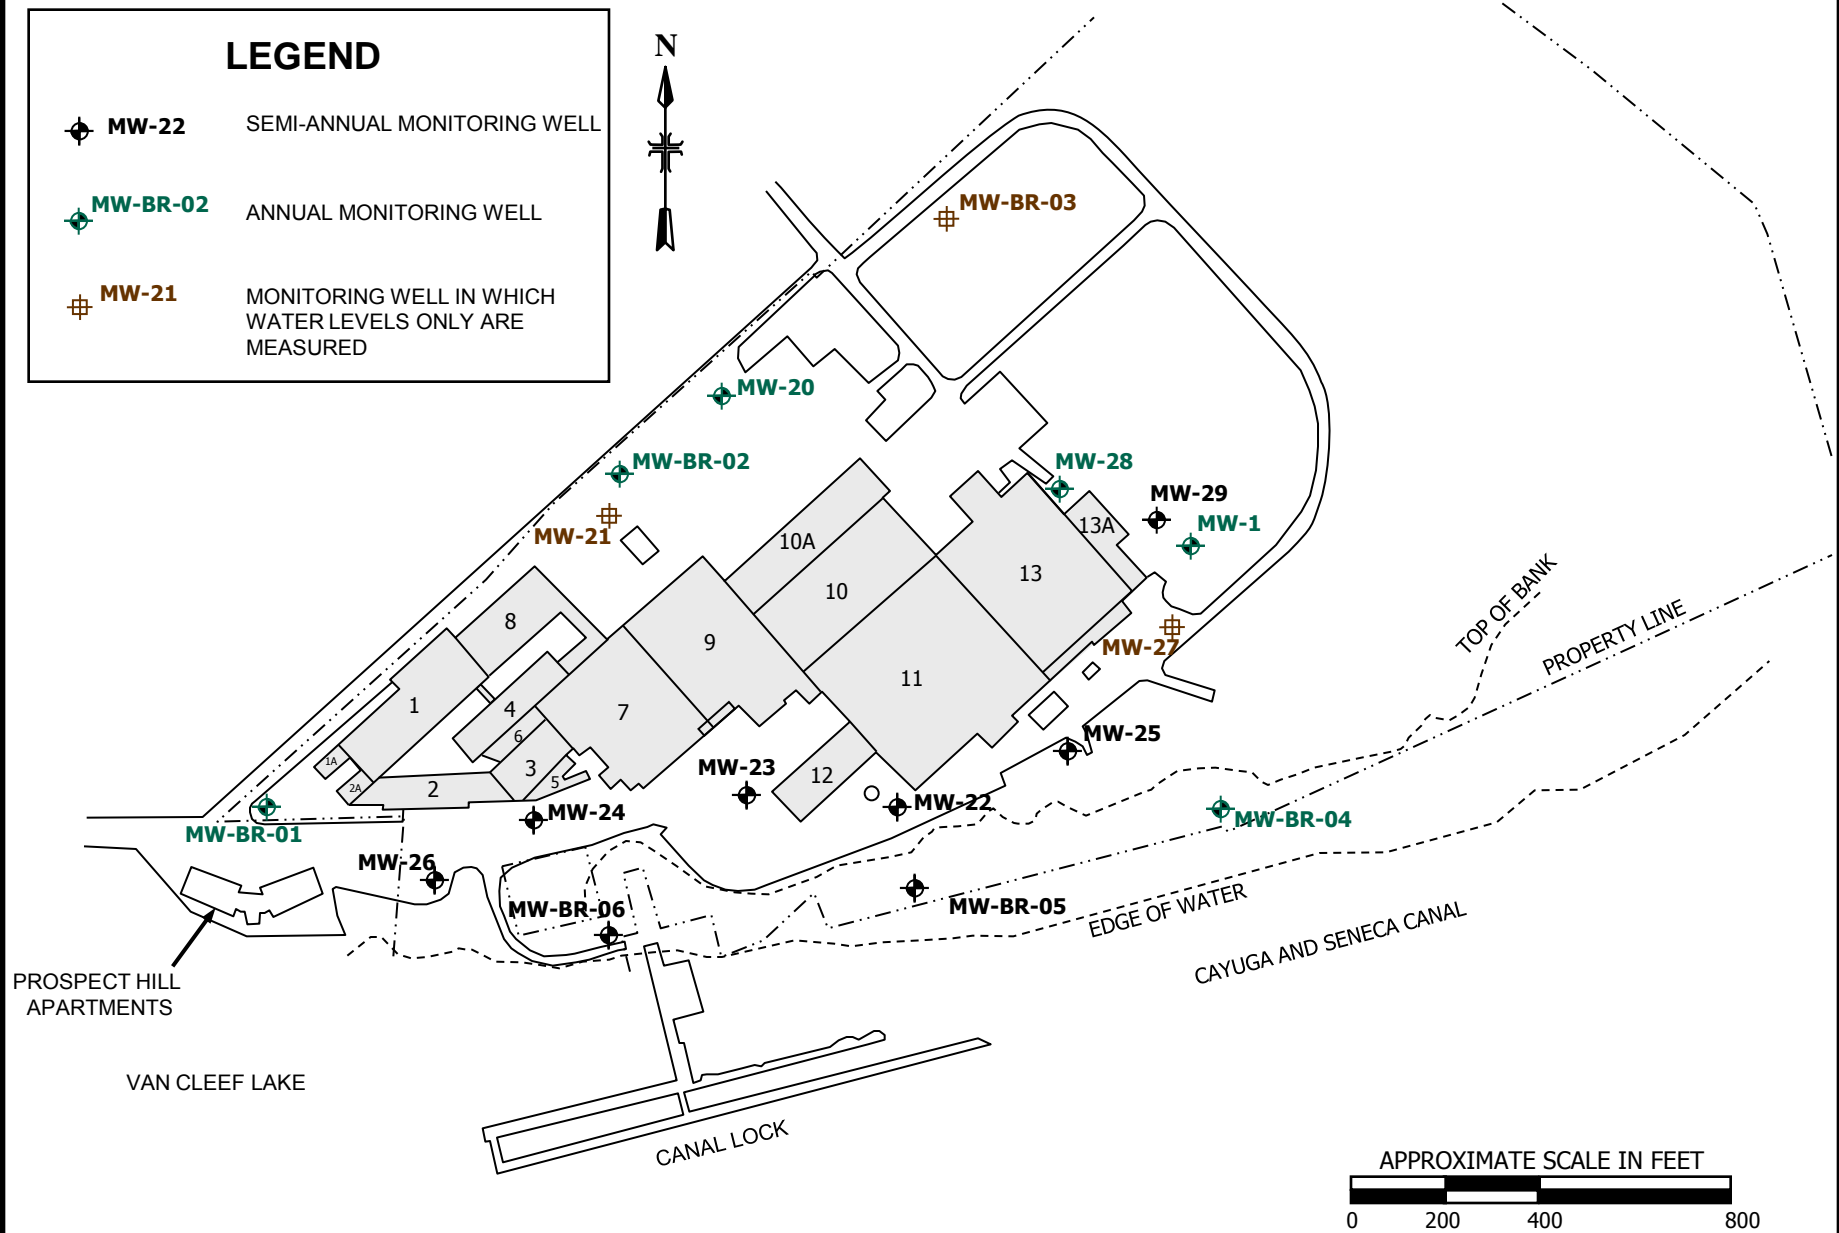 LEGEND
MW-22 SEMI-ANNUAL MONITORING WELL
MW-BR-02 ANNUAL MONITORING WELL
MW-21 MONITORING WELL IN WHICH
WATER LEVELS ONLY ARE
MEASURED
N
MW-BR-03
MW-20
MW-BR-02
MW-28
MW-29
MW-1
MW-21
10A
13A
10
13
8
9
11
1
4
7
6
3
5
2
1A
2A
12
MW-27
TOP OF BANK
PROPERTY LINE
MW-25
MW-23
MW-22
MW-24
MW-BR-01
MW-BR-04
MW-26
MW-BR-06
MW-BR-05
EDGE OF WATER
CAYUGA AND SENECA CANAL
PROSPECT HILL
APARTMENTS
VAN CLEEF LAKE
CANAL LOCK
APPROXIMATE SCALE IN FEET
0 200 400 800